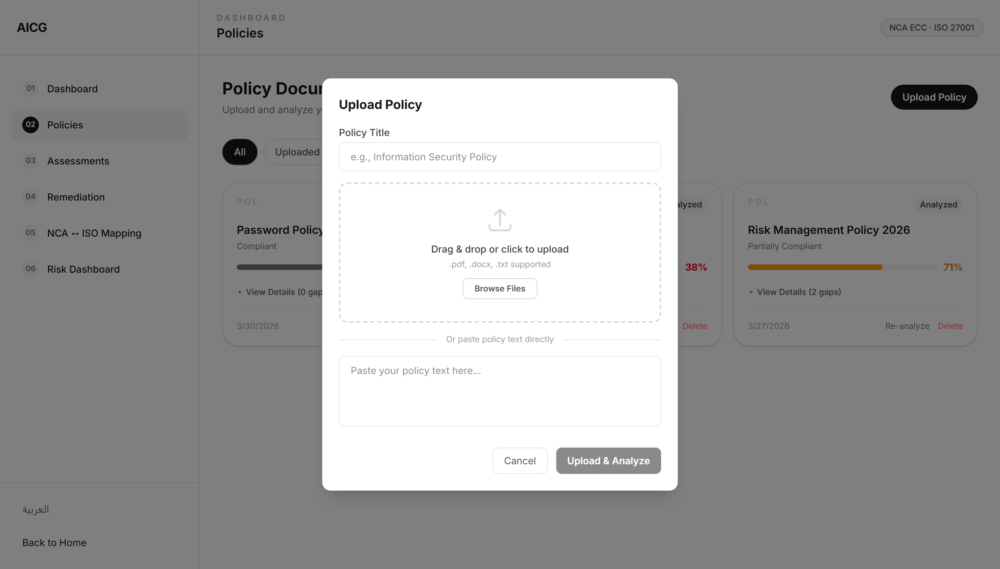 AICG
DASHBOARD
Policies
NCA ECC · ISO 27001
01 Dashboard
02 Policies
03 Assessments
04 Remediation
05 NCA ↔ ISO Mapping
06 Risk Dashboard
العربية
Back to Home
Policy
Upload and analyze
Upload Policy
All
Uploaded
POL
Password Policy
Compliant
▸ View Details (0
3/30/2026
38%
Delete
POL
Analyzed
Risk Management Policy 2026
Partially Compliant
71%
▸ View Details (2 gaps)
3/27/2026
Re-analyze
Delete
Upload Policy
Policy Title
e.g., Information Security Policy
Drag & drop or click to upload
.pdf, .docx, .txt supported
Browse Files
Or paste policy text directly
Paste your policy text here...
Cancel
Upload & Analyze